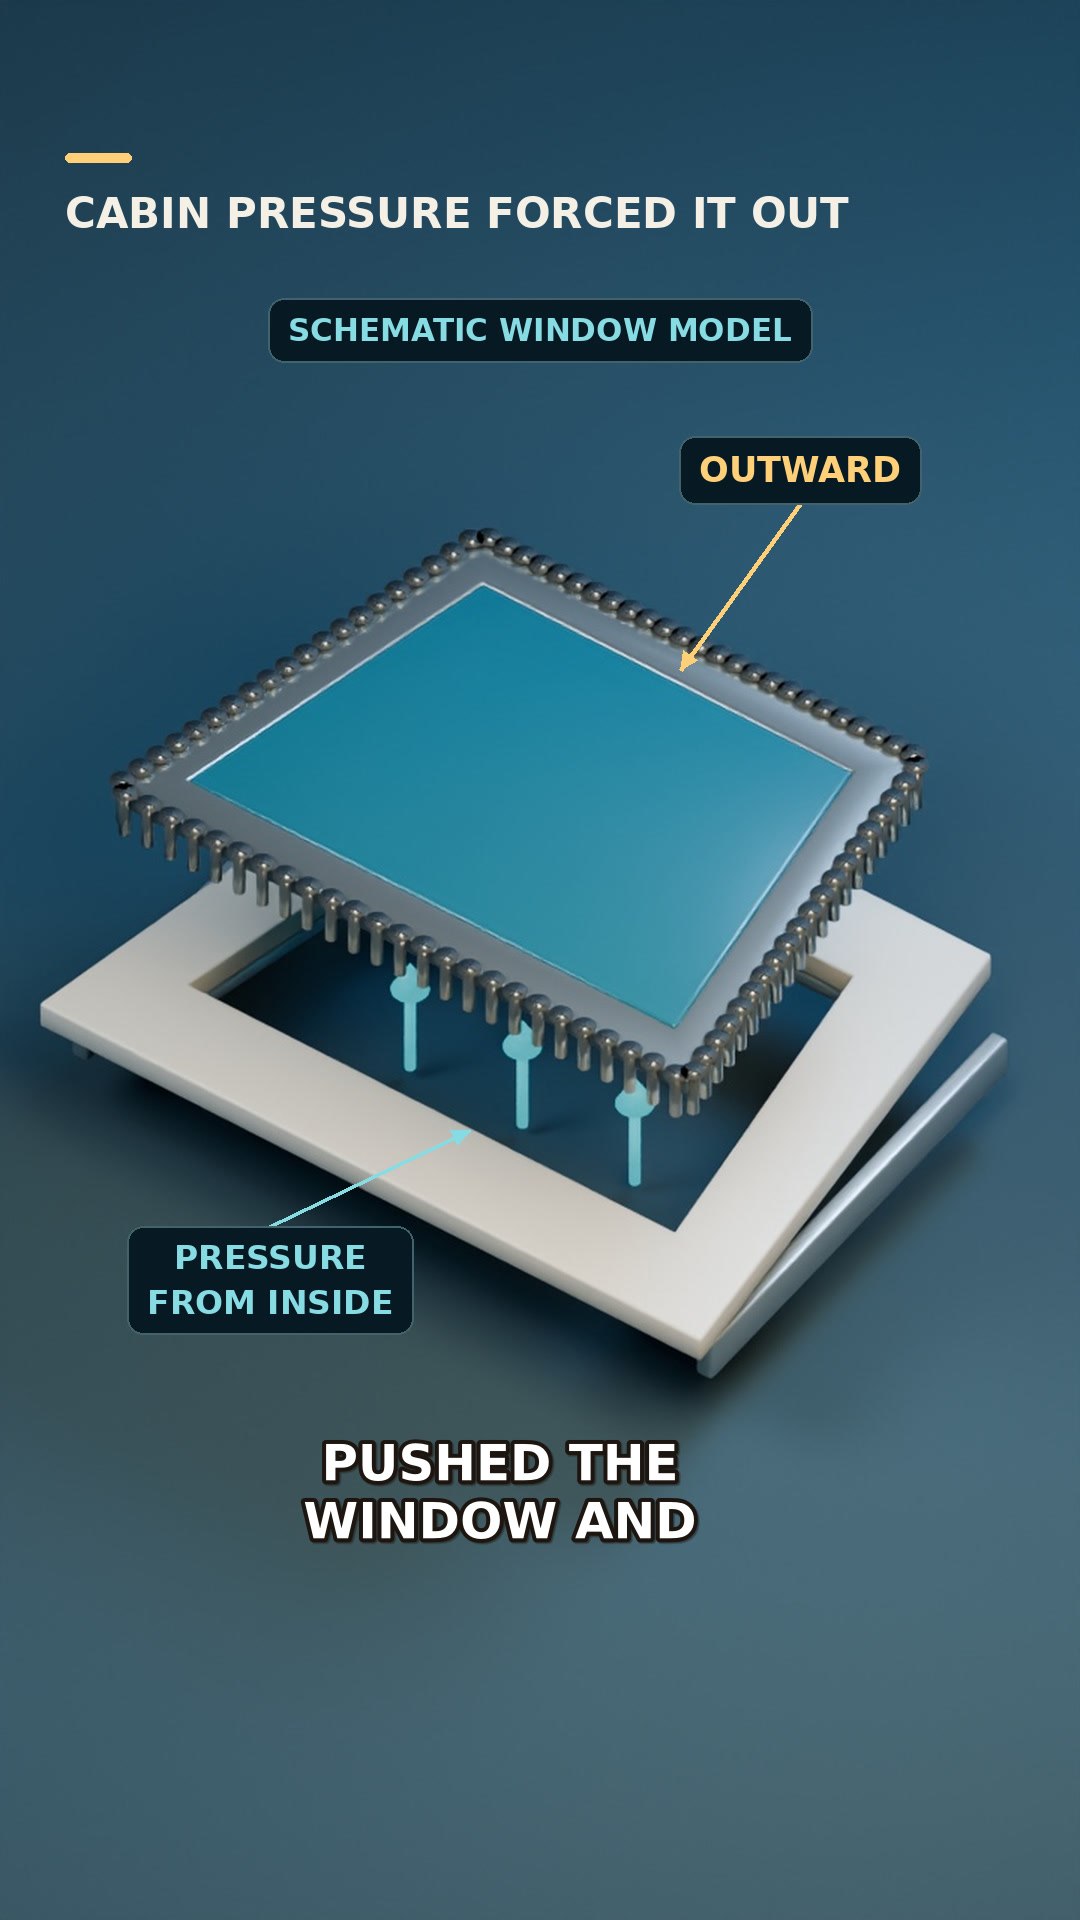 CABIN PRESSURE FORCED IT OUT
SCHEMATIC WINDOW MODEL
OUTWARD
PRESSURE
FROM INSIDE
PUSHED THE
WINDOW AND